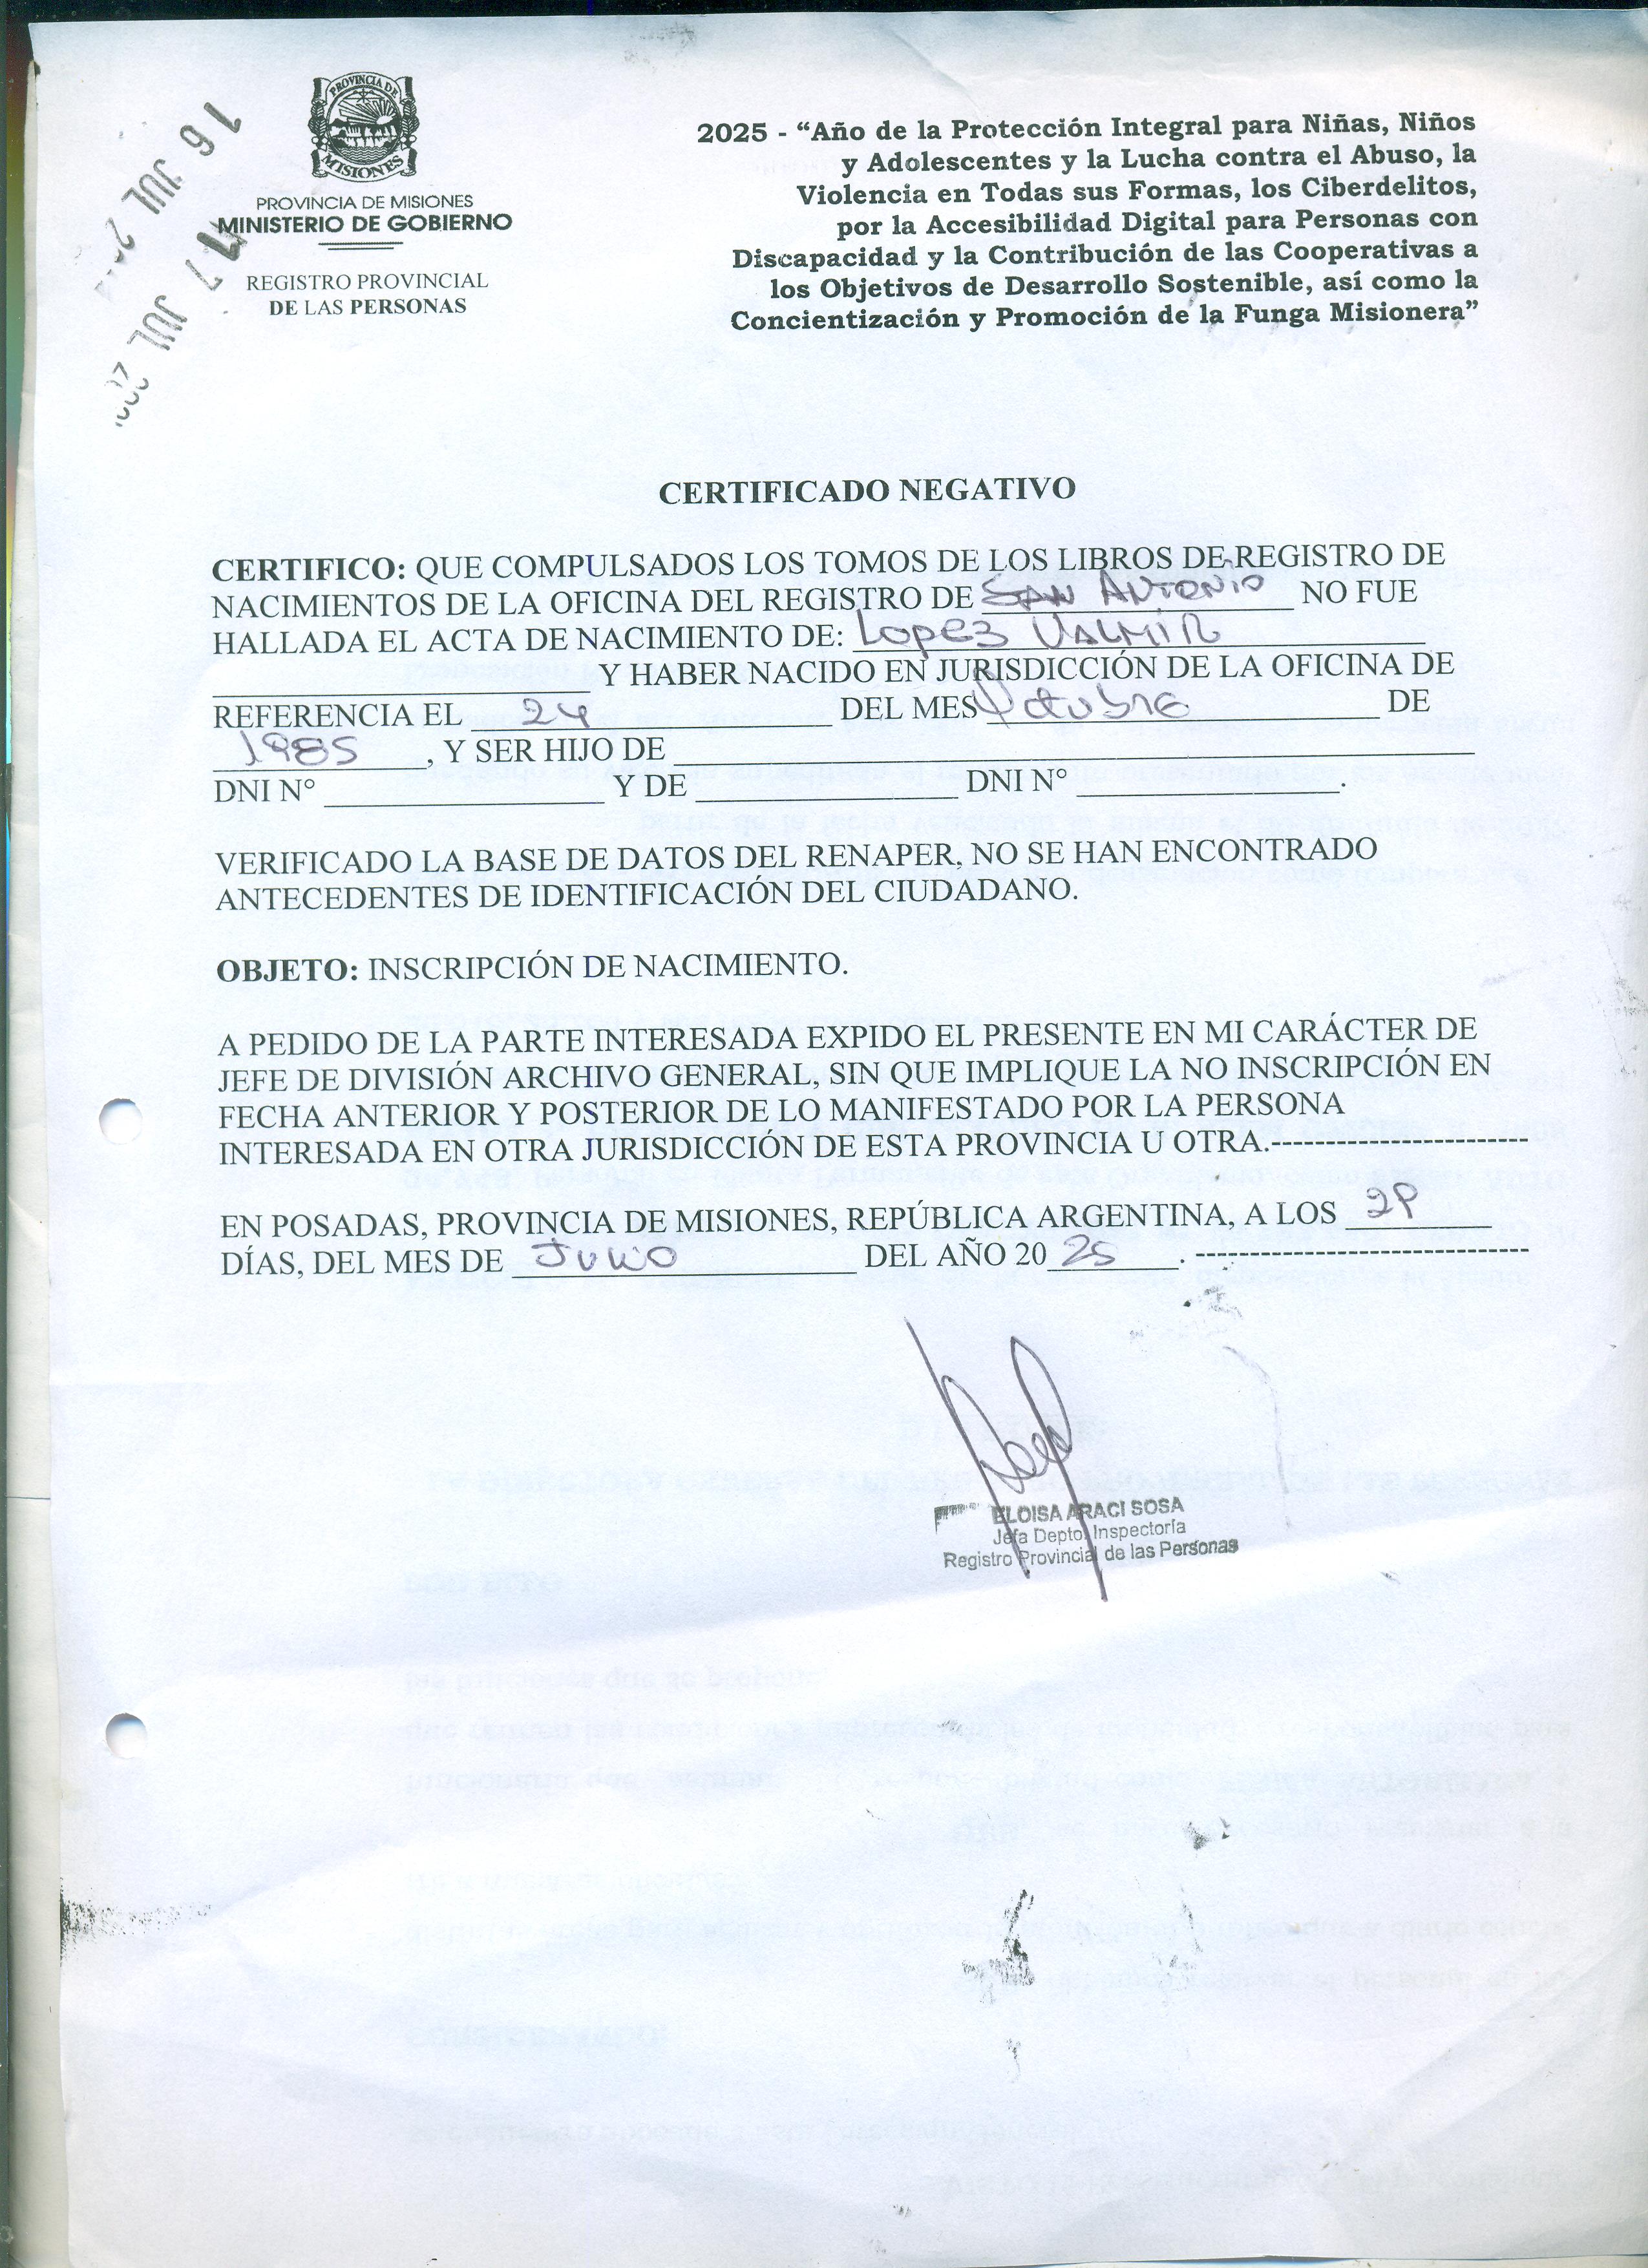 PROVINCIA DE
MISIONES
PROVINCIA DE MISIONES
MINISTERIO DE GOBIERNO
REGISTRO PROVINCIAL
DE LAS PERSONAS
16 JUL
17 JUL
2025 - “Año de la Protección Integral para Niñas, Niños
y Adolescentes y la Lucha contra el Abuso, la
Violencia en Todas sus Formas, los Ciberdelitos,
por la Accesibilidad Digital para Personas con
Discapacidad y la Contribución de las Cooperativas a
los Objetivos de Desarrollo Sostenible, así como la
Concientización y Promoción de la Funga Misionera”
CERTIFICADO NEGATIVO
CERTIFICO: QUE COMPULSADOS LOS TOMOS DE LOS LIBROS DE REGISTRO DE
NACIMIENTOS DE LA OFICINA DEL REGISTRO DE SAN ANTONIO NO FUE
HALLADA EL ACTA DE NACIMIENTO DE: Lopez VALMIR
Y HABER NACIDO EN JURISDICCIÓN DE LA OFICINA DE
REFERENCIA EL 24 DEL MES Octubre DE
1985, Y SER HIJO DE
DNI N° Y DE DNI N° .
VERIFICADO LA BASE DE DATOS DEL RENAPER, NO SE HAN ENCONTRADO
ANTECEDENTES DE IDENTIFICACIÓN DEL CIUDADANO.
OBJETO: INSCRIPCIÓN DE NACIMIENTO.
A PEDIDO DE LA PARTE INTERESADA EXPIDO EL PRESENTE EN MI CARÁCTER DE
JEFE DE DIVISIÓN ARCHIVO GENERAL, SIN QUE IMPLIQUE LA NO INSCRIPCIÓN EN
FECHA ANTERIOR Y POSTERIOR DE LO MANIFESTADO POR LA PERSONA
INTERESADA EN OTRA JURISDICCIÓN DE ESTA PROVINCIA U OTRA.------------------------
EN POSADAS, PROVINCIA DE MISIONES, REPÚBLICA ARGENTINA, A LOS
DÍAS, DEL MES DE JULIO DEL AÑO 2025. -------------------------------
ELOISA ARACI SOSA
Jefa Depto. Inspectoría
Registro Provincial de las Personas